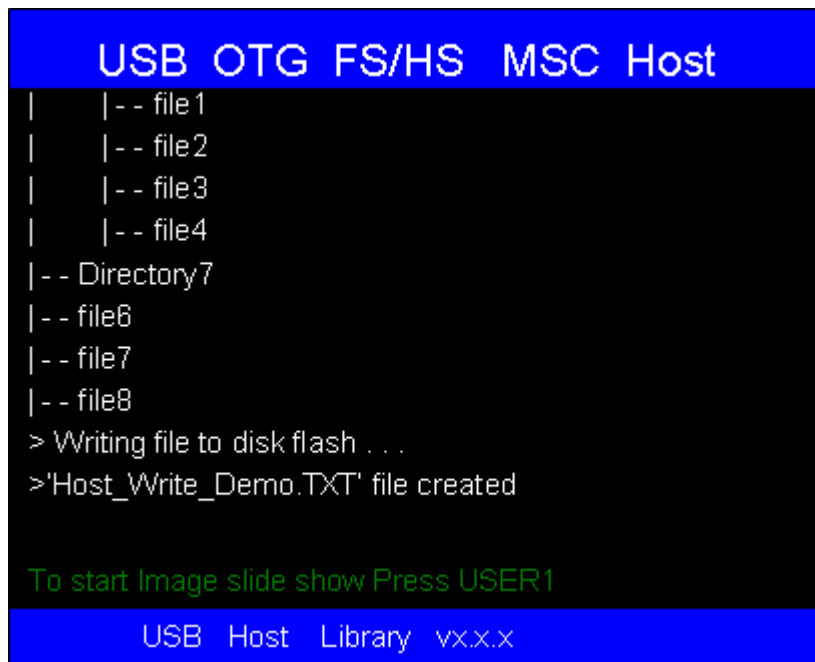 USB OTG FS/HS MSC Host
| |-- file1
| |-- file2
| |-- file3
| |-- file4
|-- Directory7
|-- file6
|-- file7
|-- file8
> Writing file to disk flash . . .
>'Host_Write_Demo.TXT' file created
To start Image slide show Press USER1
USB Host Library vx.x.x